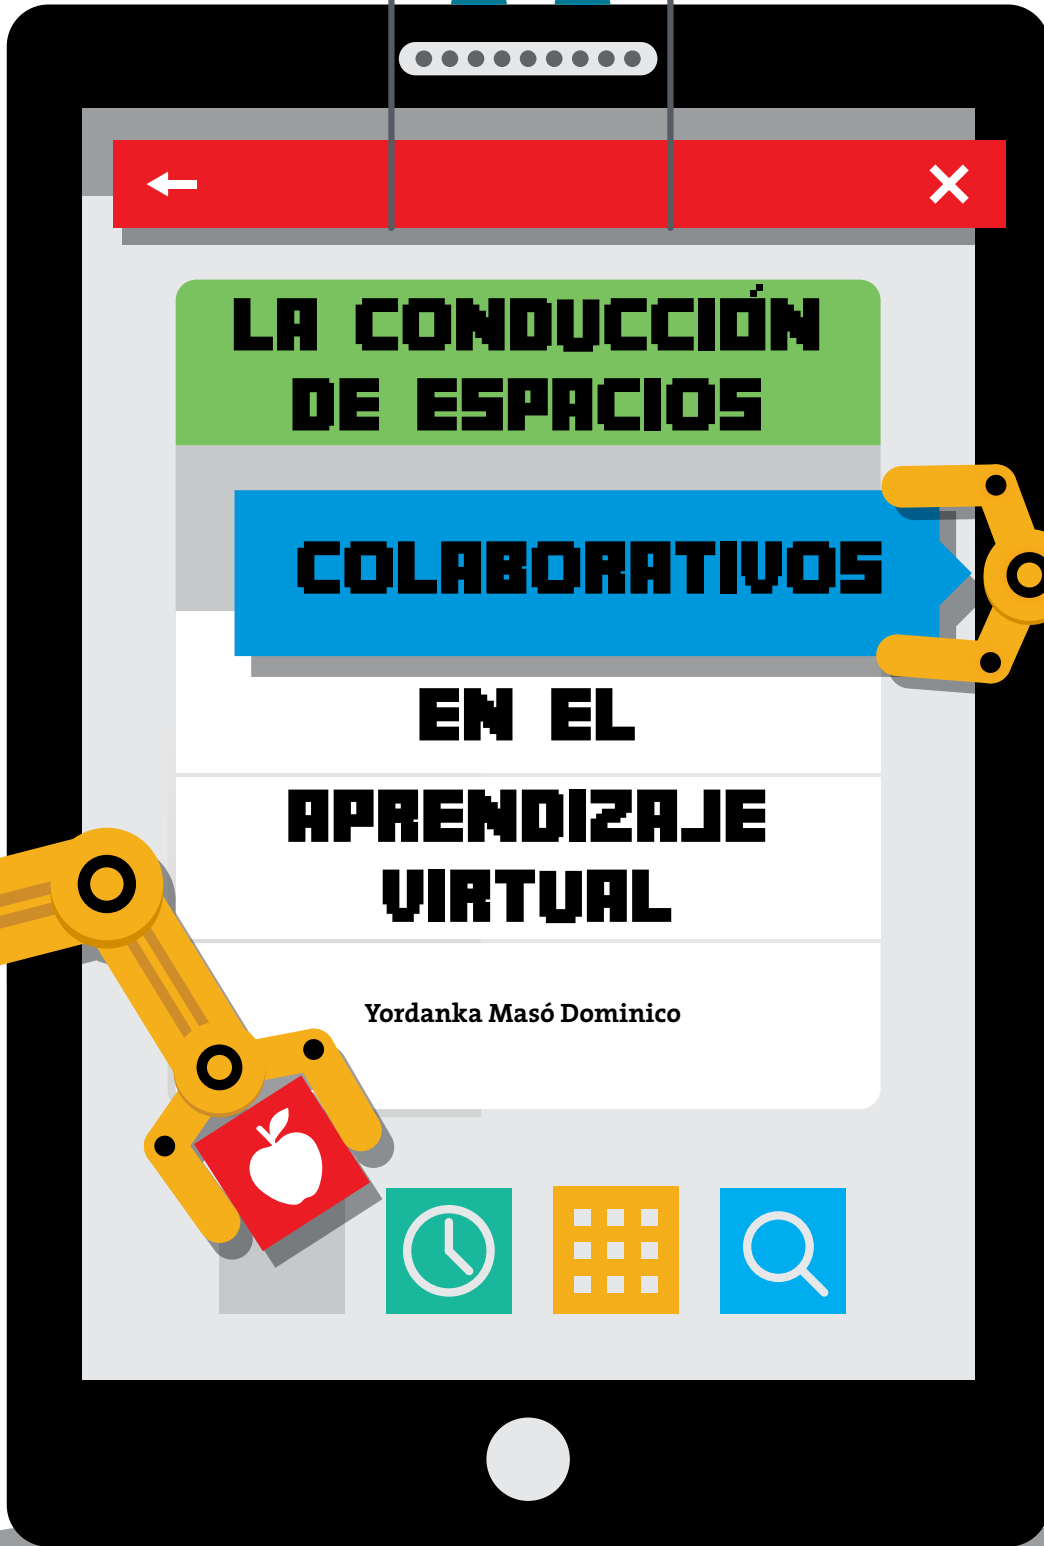 LA CONDUCCIÓN
DE ESPACIOS
COLABORATIVOS
EN EL
APRENDIZAJE
VIRTUAL
Yordanka Masó Dominico